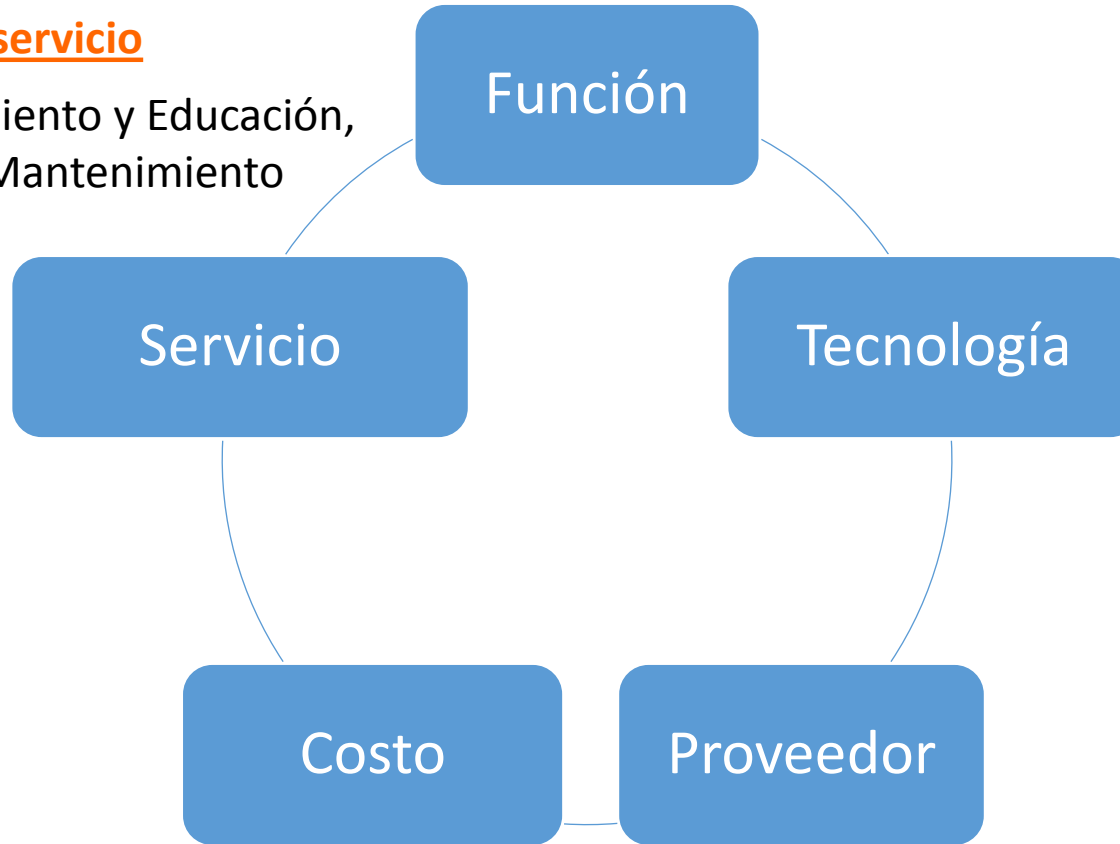 servicio
Función
iento y Educación,
Mantenimiento
Servicio
Tecnología
Costo
Proveedor